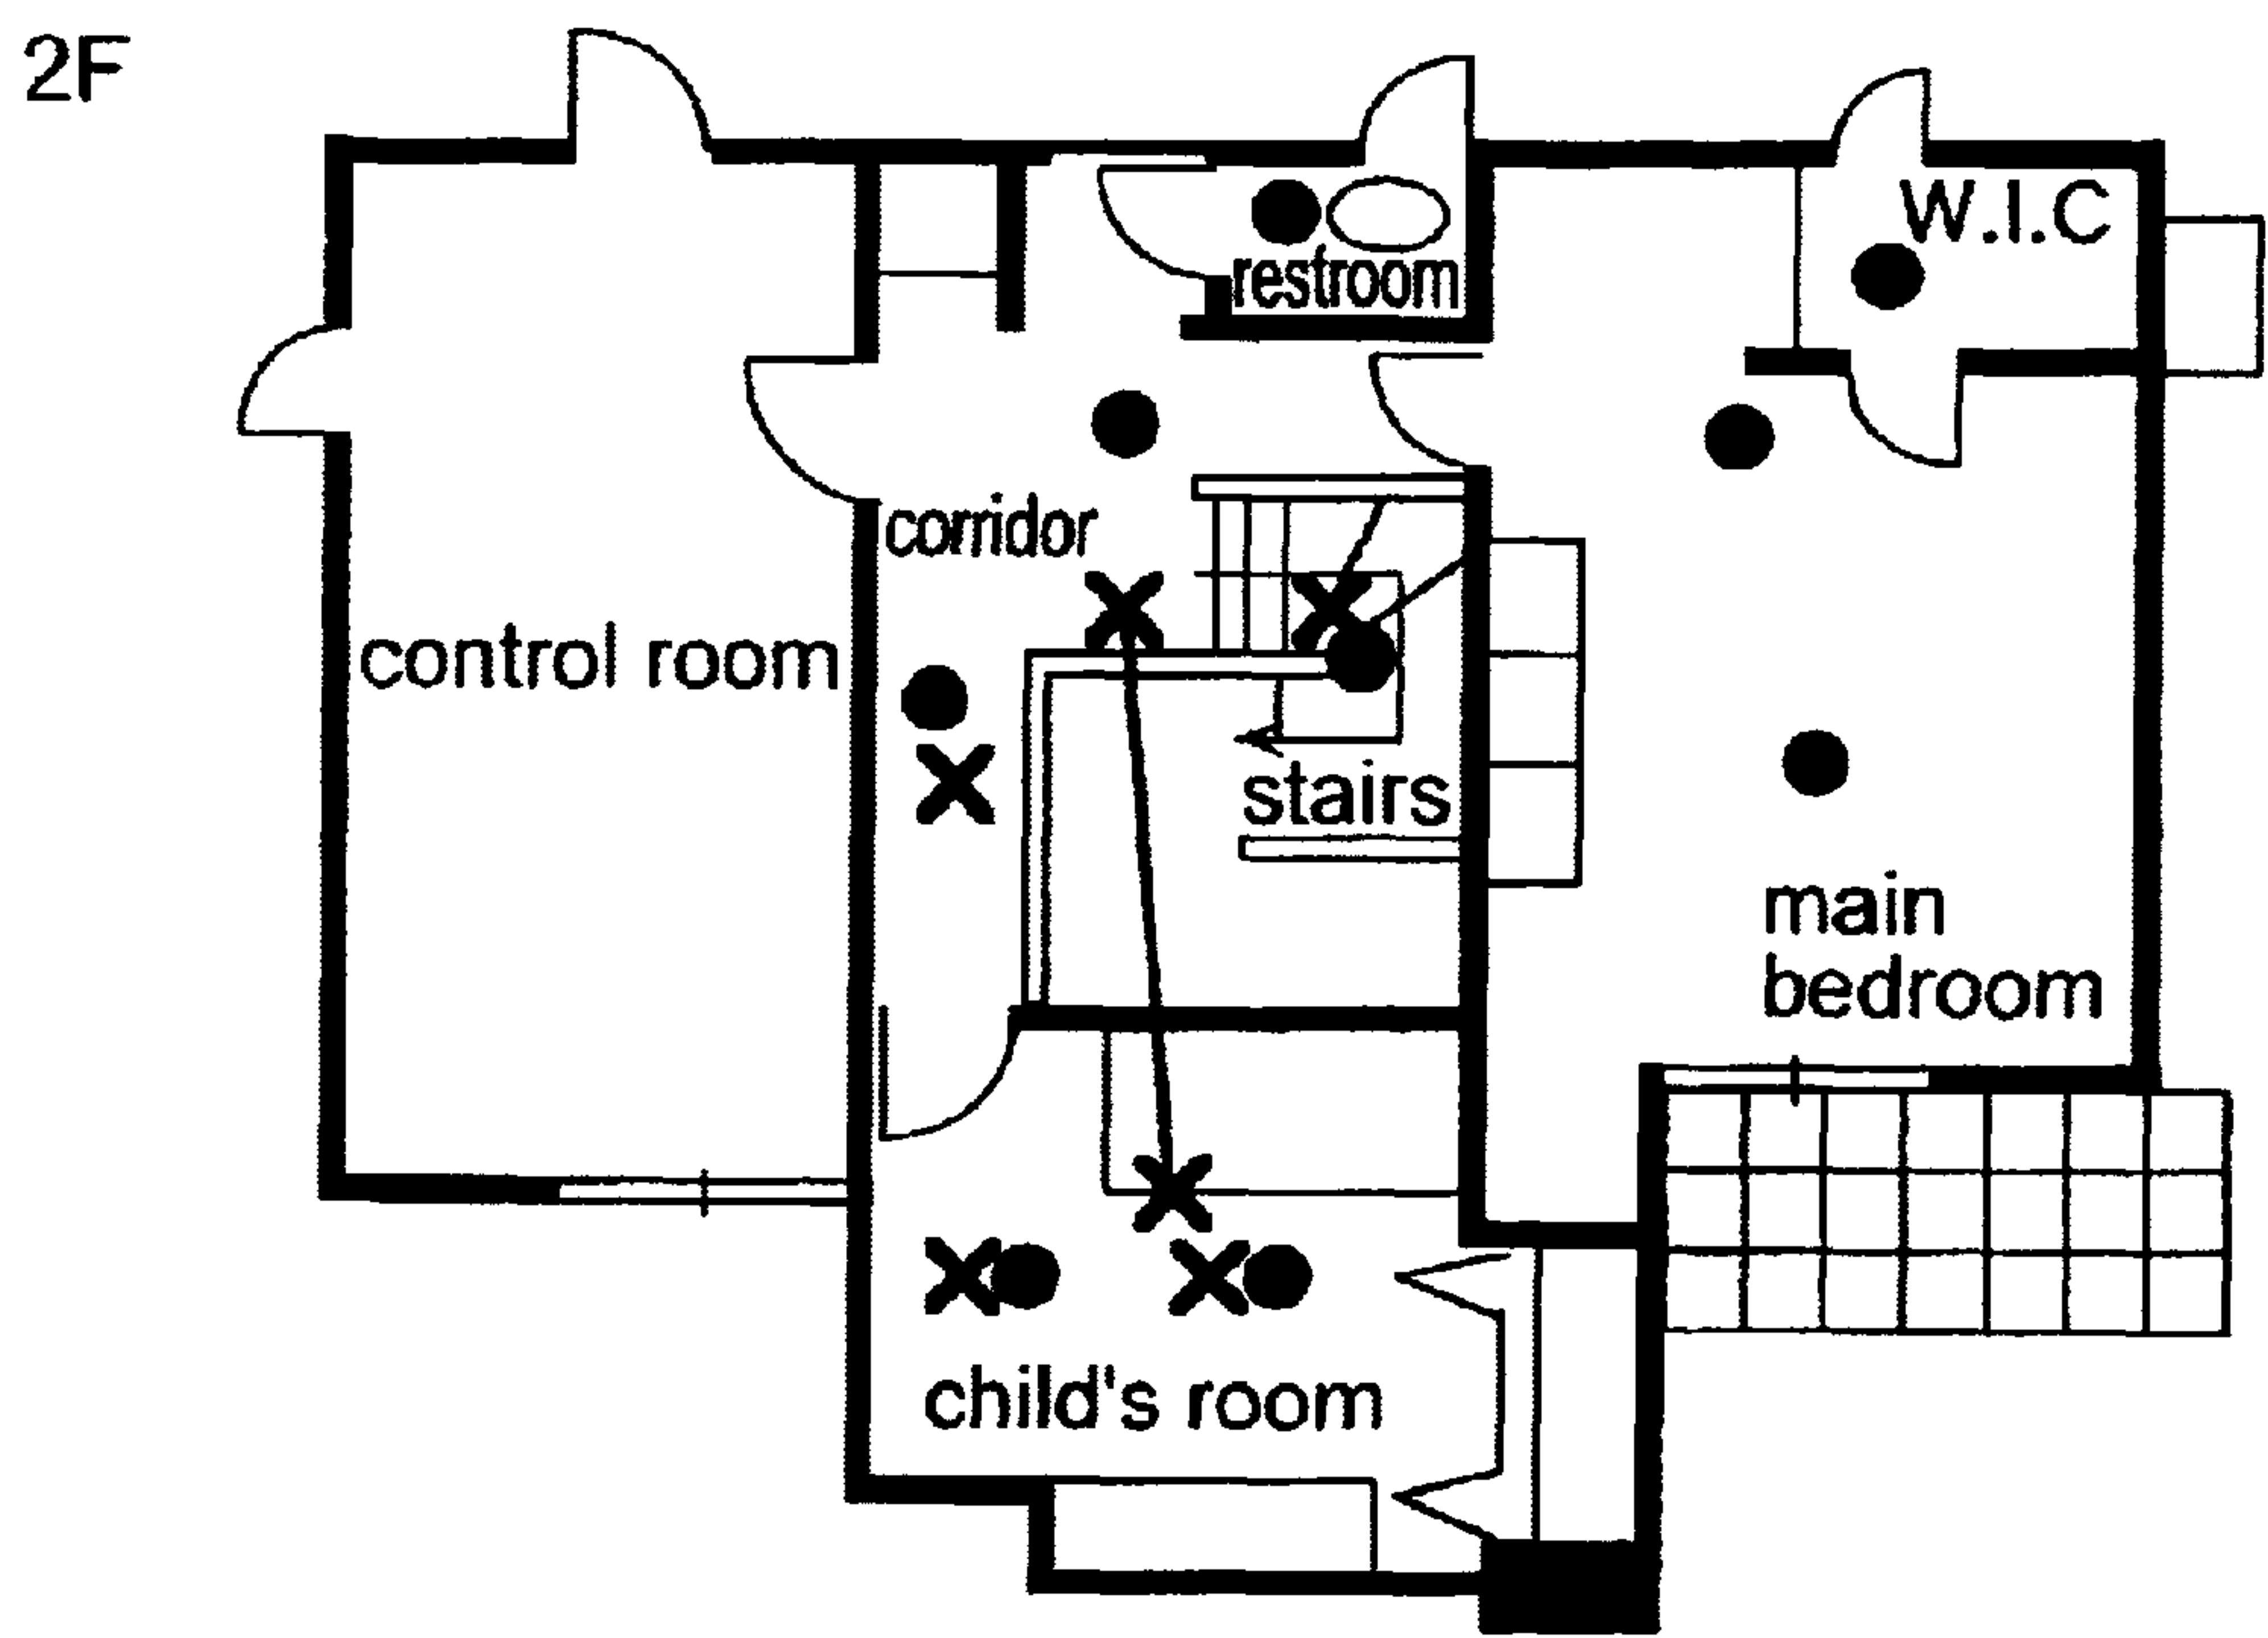 2F
W.I.C
restroom
corridor
control room
stairs
main
bedroom
child's room